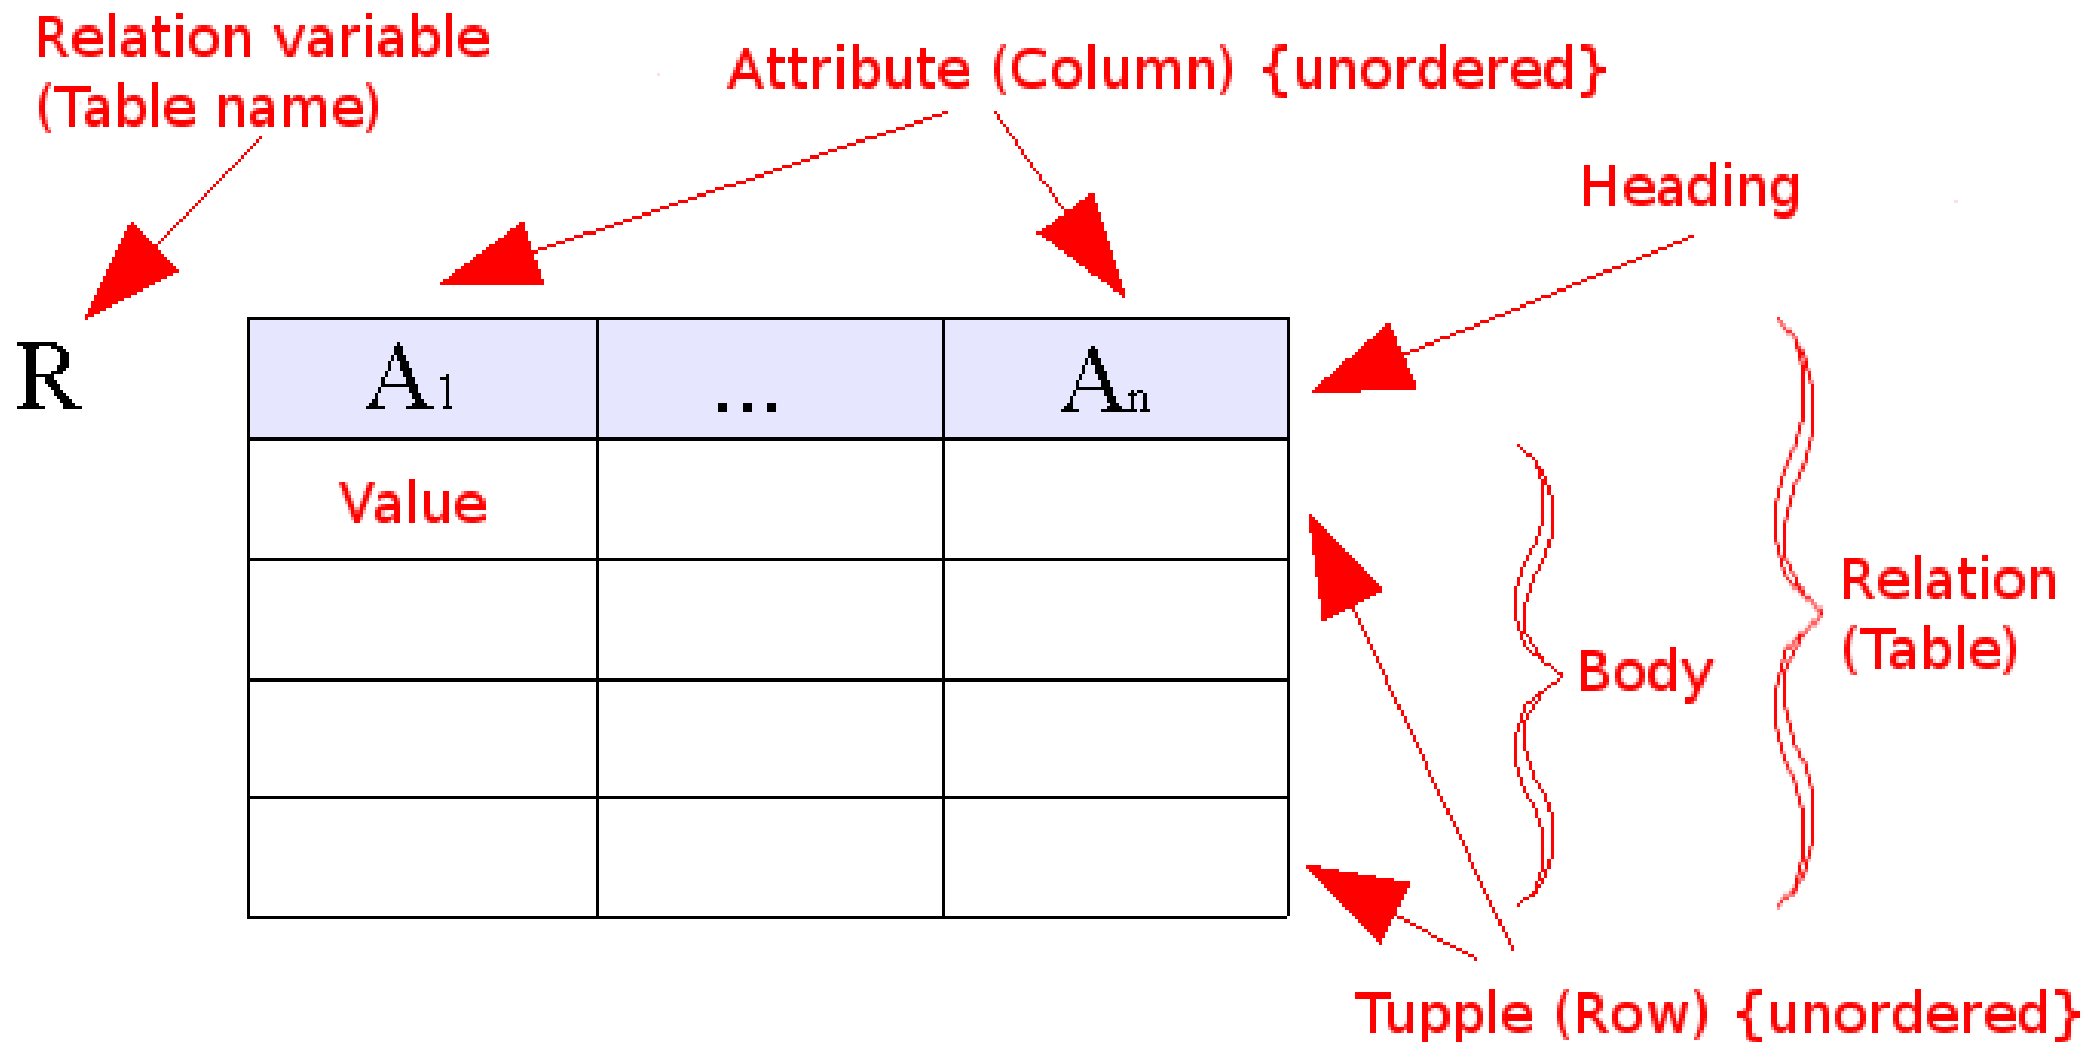 Relation variable
(Table name)
Attribute (Column) {unordered}
Heading
R
A1
...
An
Value
Relation
(Table)
Body
Tupple (Row) {unordered}